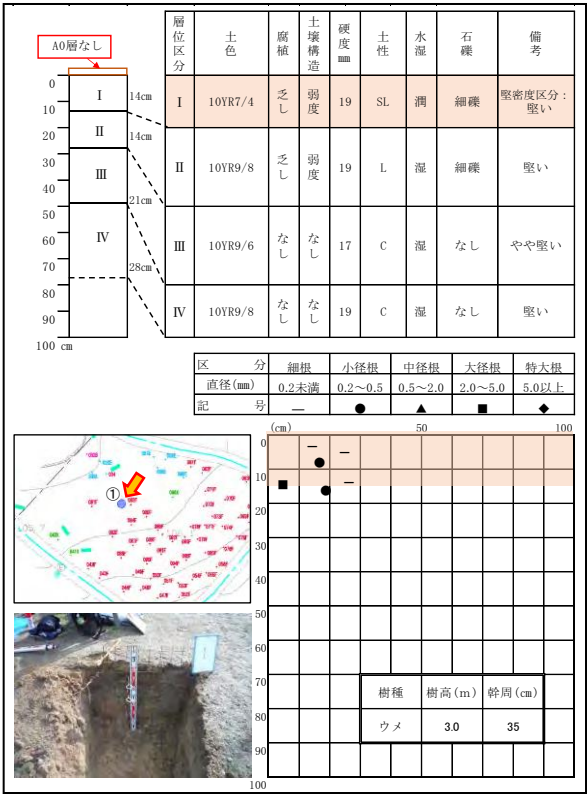 A0層なし
層位区分 土色 腐植 土壌構造 硬度mm 土性 水湿 石礫 備考
Ⅰ 10YR7/4 乏し 弱度 19 SL 潤 細礫 堅密度区分：堅い
Ⅱ 10YR9/8 乏し 弱度 19 L 湿 細礫 堅い
Ⅲ 10YR9/6 なし なし 17 C 湿 なし やや堅い
Ⅳ 10YR9/8 なし なし 19 C 湿 なし 堅い
0
10
20
30
40
50
60
70
80
90
100 cm
Ⅰ 14cm
Ⅱ 14cm
Ⅲ 21cm
Ⅳ 28cm
区分 細根 小径根 中径根 大径根 特大根
直径(mm) 0.2未満 0.2～0.5 0.5～2.0 2.0～5.0 5.0以上
記号 ― ● ▲ ■ ◆
(cm) 50 100
0
10
20
30
40
50
60
70
80
90
100
①
樹種 樹高(m) 幹周(cm)
ウメ 3.0 35